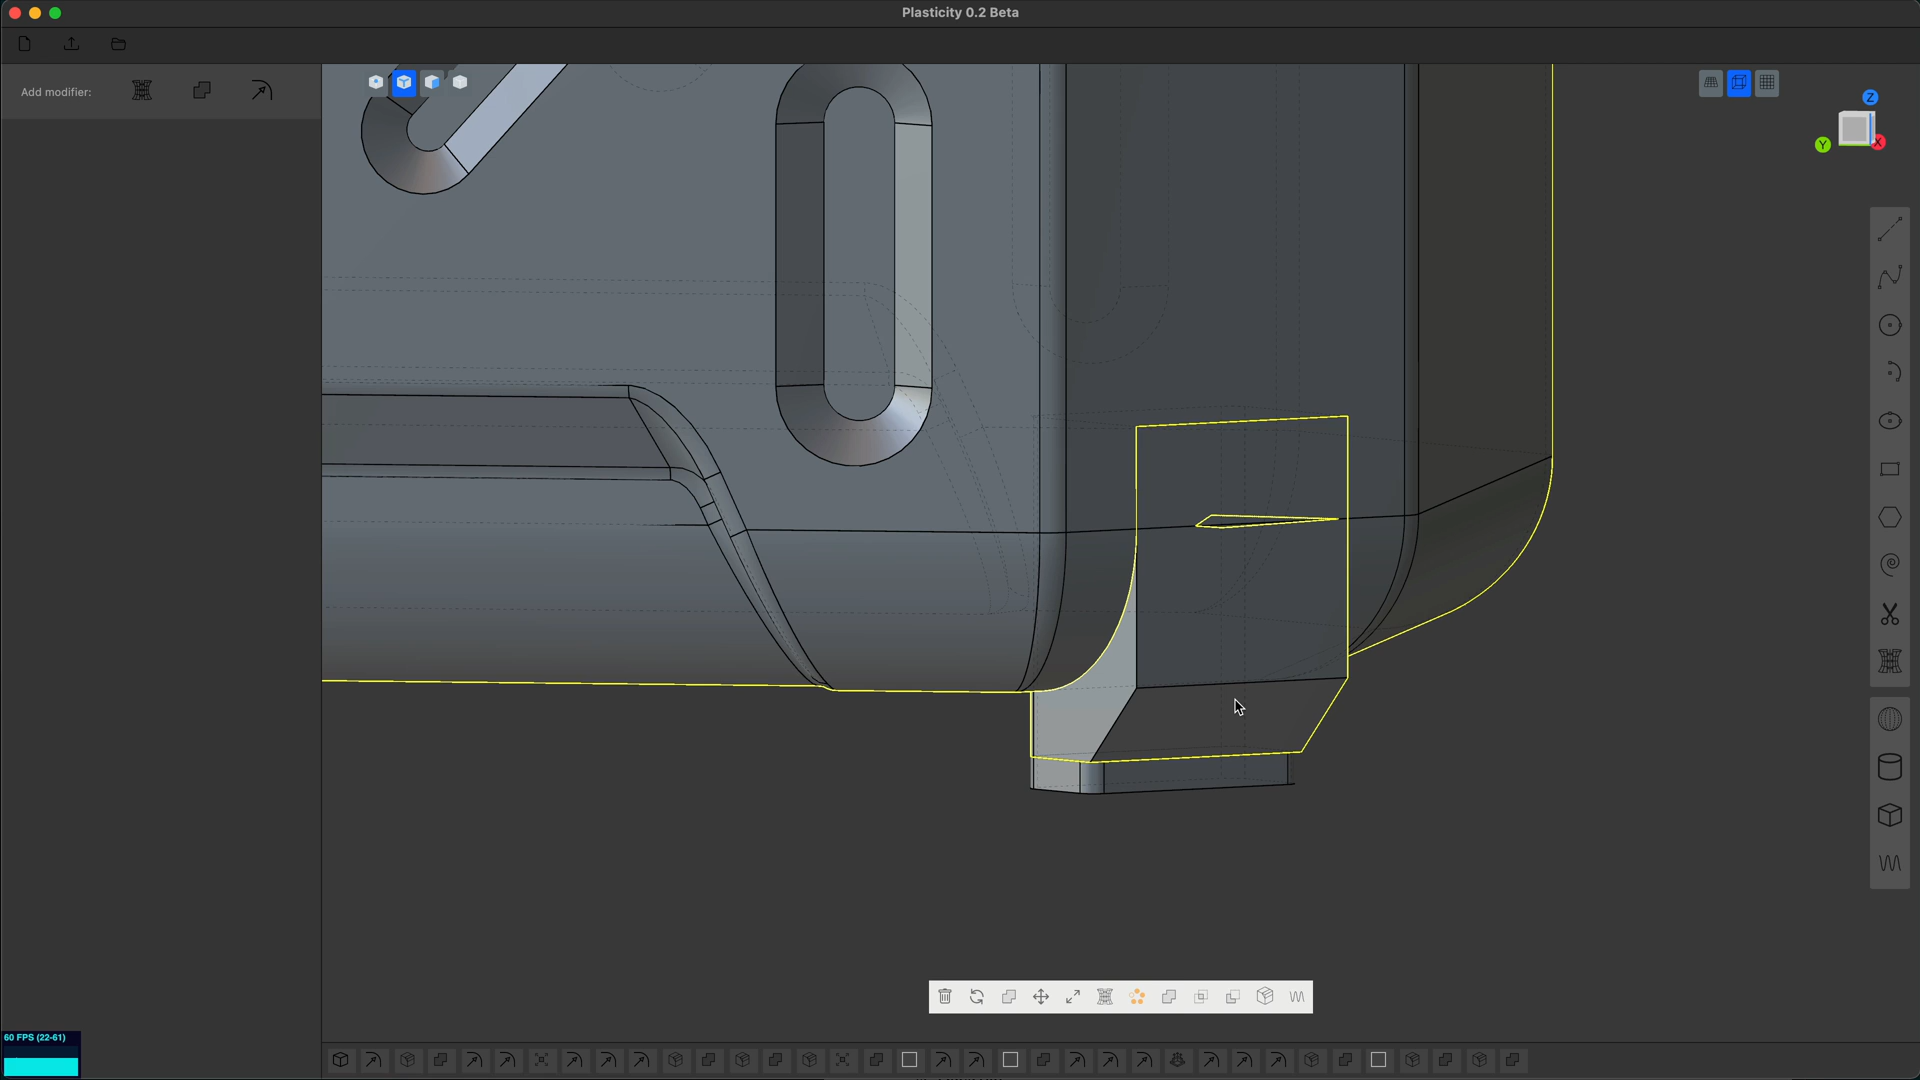 Plasticity 0.2 Beta
Add modifier:
Z
Y
X
60 FPS (22-61)